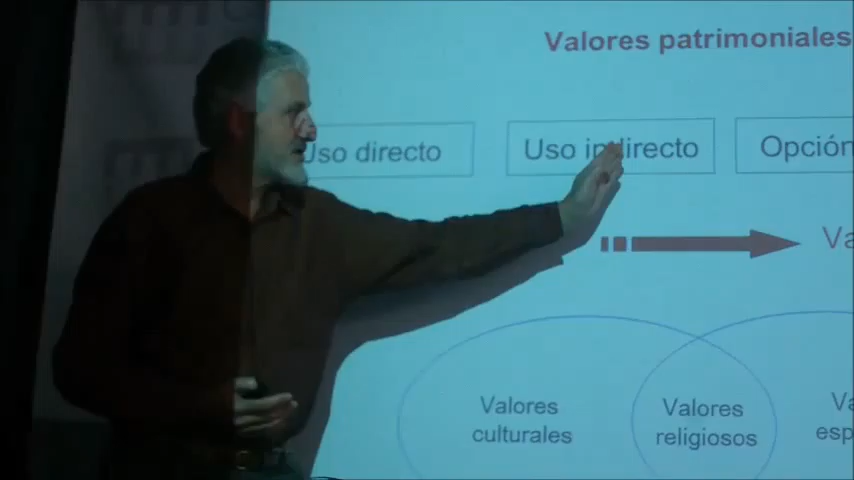 Valores patrimoniales
Uso directo
Uso indirecto
Opción
Valores
culturales
Valores
religiosos